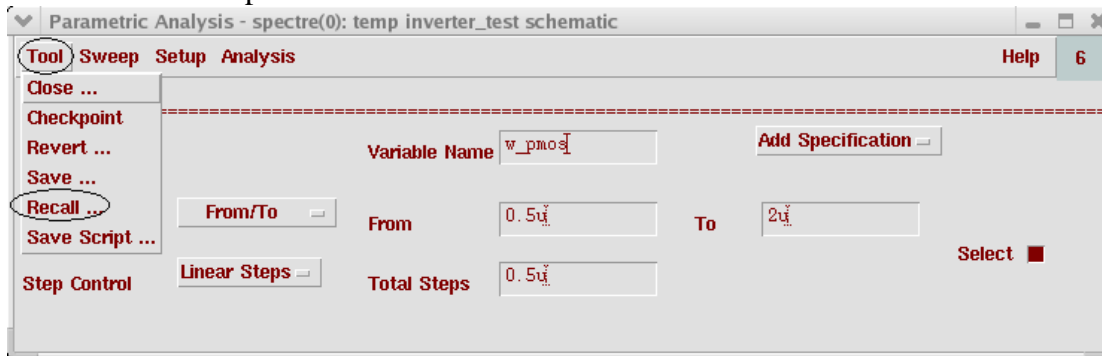 Parametric Analysis - spectre(0): temp inverter_test schematic
Tool Sweep Setup Analysis Help 6
Close ...
Checkpoint
Revert ...
Variable Name w_pmos Add Specification
Save ...
Recall ...
From/To From 0.5u To 2u
Save Script ...
Select
Step Control Linear Steps Total Steps 0.5u